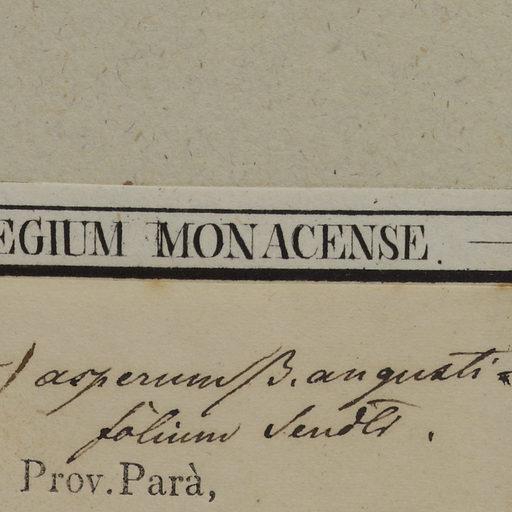 EGIUM MONACENSE.
asperum β. angusti=
folium Sendt.
Prov. Parà,